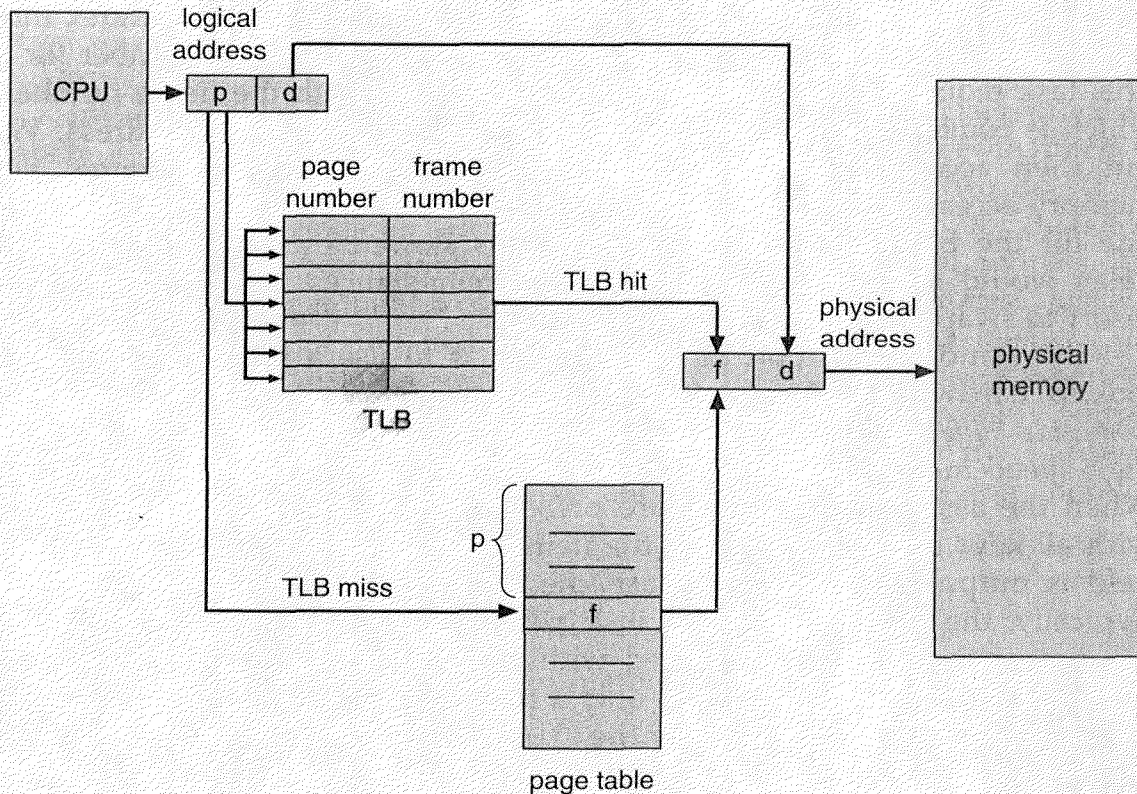 logical
address
CPU
p
d
page
number
frame
number
TLB hit
TLB
physical
address
f
d
physical
memory
p
TLB miss
f
page table